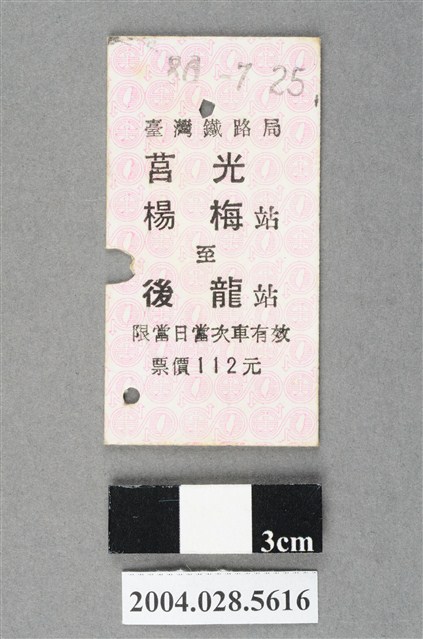 80 -7 25
臺灣鐵路局
莒光
楊梅站
至
後龍站
限當日當次車有效
票價112元
3cm
2004.028.5616